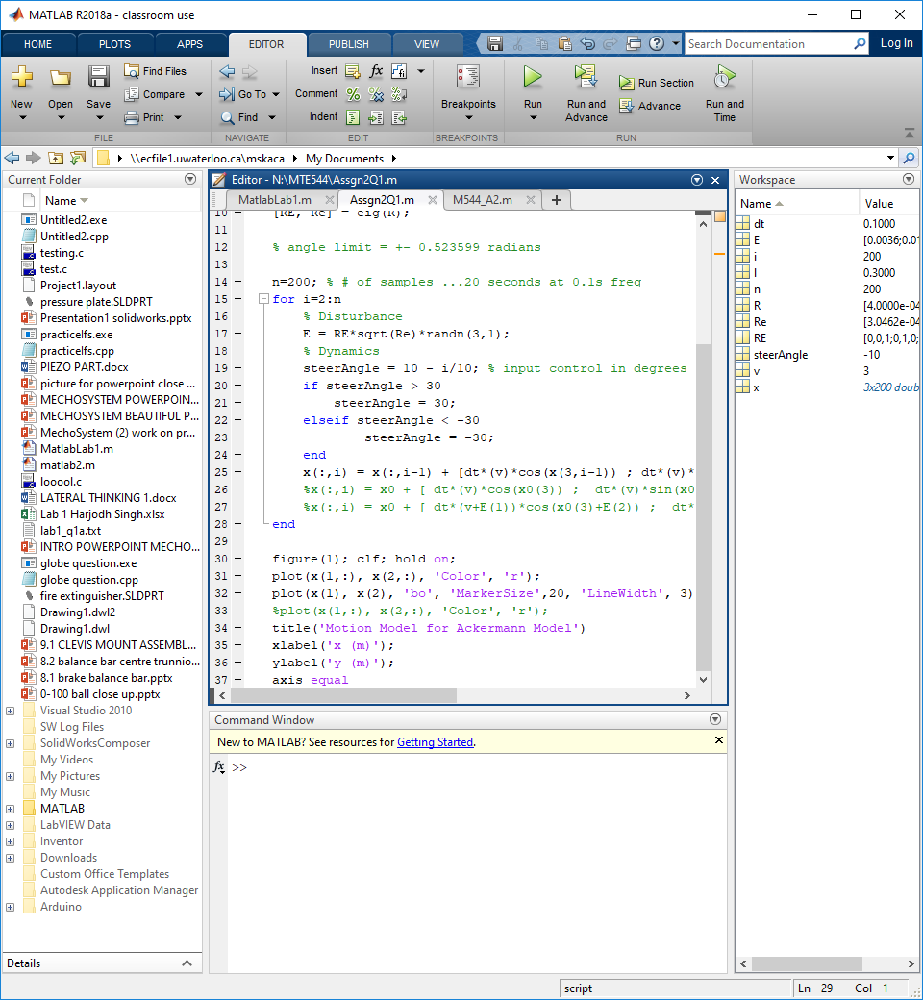 MATLAB R2018a - classroom use
HOME PLOTS APPS EDITOR PUBLISH VIEW Search Documentation Log In
New Open Save Find Files Compare Print
FILE
Go To Find
NAVIGATE
Insert fx
Comment
Indent
EDIT
Breakpoints
BREAKPOINTS
Run Run and Advance Run Section Advance Run and Time
RUN
\\ecfile1.uwaterloo.ca\mskaca My Documents
Current Folder
Name
Untitled2.exe
Untitled2.cpp
testing.c
test.c
Project1.layout
pressure plate.SLDPRT
Presentation1 solidworks.pptx
practicelfs.exe
practicelfs.cpp
PIEZO PART.docx
picture for powerpoint close ...
MECHOSYSTEM POWERPOIN...
MECHOSYSTEM BEAUTIFUL P...
MechoSystem (2) work on pr...
MatlabLab1.m
matlab2.m
looool.c
LATERAL THINKING 1.docx
Lab 1 Harjodh Singh.xlsx
lab1_q1a.txt
INTRO POWERPOINT MECHO...
globe question.exe
globe question.cpp
fire extinguisher.SLDPRT
Drawing1.dwl2
Drawing1.dwl
9.1 CLEVIS MOUNT ASSEMBL...
8.2 balance bar centre trunnio...
8.1 brake balance bar.pptx
0-100 ball close up.pptx
Visual Studio 2010
SW Log Files
SolidWorksComposer
My Videos
My Pictures
My Music
MATLAB
LabVIEW Data
Inventor
Downloads
Custom Office Templates
Autodesk Application Manager
Arduino
Details
Editor - N:\MTE544\Assgn2Q1.m
MatlabLab1.m Assgn2Q1.m M544_A2.m
10 - [RE, Re] = eig(R);
11
12 % angle limit = +- 0.523599 radians
13
14 - n=200; % # of samples ...20 seconds at 0.1s freq
15 - for i=2:n
16 % Disturbance
17 - E = RE*sqrt(Re)*randn(3,1);
18 % Dynamics
19 - steerAngle = 10 - i/10; % input control in degrees
20 - if steerAngle > 30
21 - steerAngle = 30;
22 - elseif steerAngle < -30
23 - steerAngle = -30;
24 - end
25 - x(:,i) = x(:,i-1) + [dt*(v)*cos(x(3,i-1)) ; dt*(v)*
26 %x(:,i) = x0 + [ dt*(v)*cos(x0(3)) ; dt*(v)*sin(x0
27 %x(:,i) = x0 + [ dt*(v+E(1))*cos(x0(3)+E(2)) ; dt*
28 - end
29
30 - figure(1); clf; hold on;
31 - plot(x(1,:), x(2,:), 'Color', 'r');
32 - plot(x(1), x(2), 'bo', 'MarkerSize',20, 'LineWidth', 3)
33 %plot(x(1,:), x(2,:), 'Color', 'r');
34 - title('Motion Model for Ackermann Model')
35 - xlabel('x (m)');
36 - ylabel('y (m)');
37 - axis equal
Command Window
New to MATLAB? See resources for Getting Started.
fx >>
Workspace
Name Value
dt 0.1000
E [0.0036;0.0
i 200
l 0.3000
n 200
R [4.0000e-04
Re [3.0462e-04
RE [0,0,1;0,1,0;
steerAngle -10
v 3
x 3x200 doub
script Ln 29 Col 1